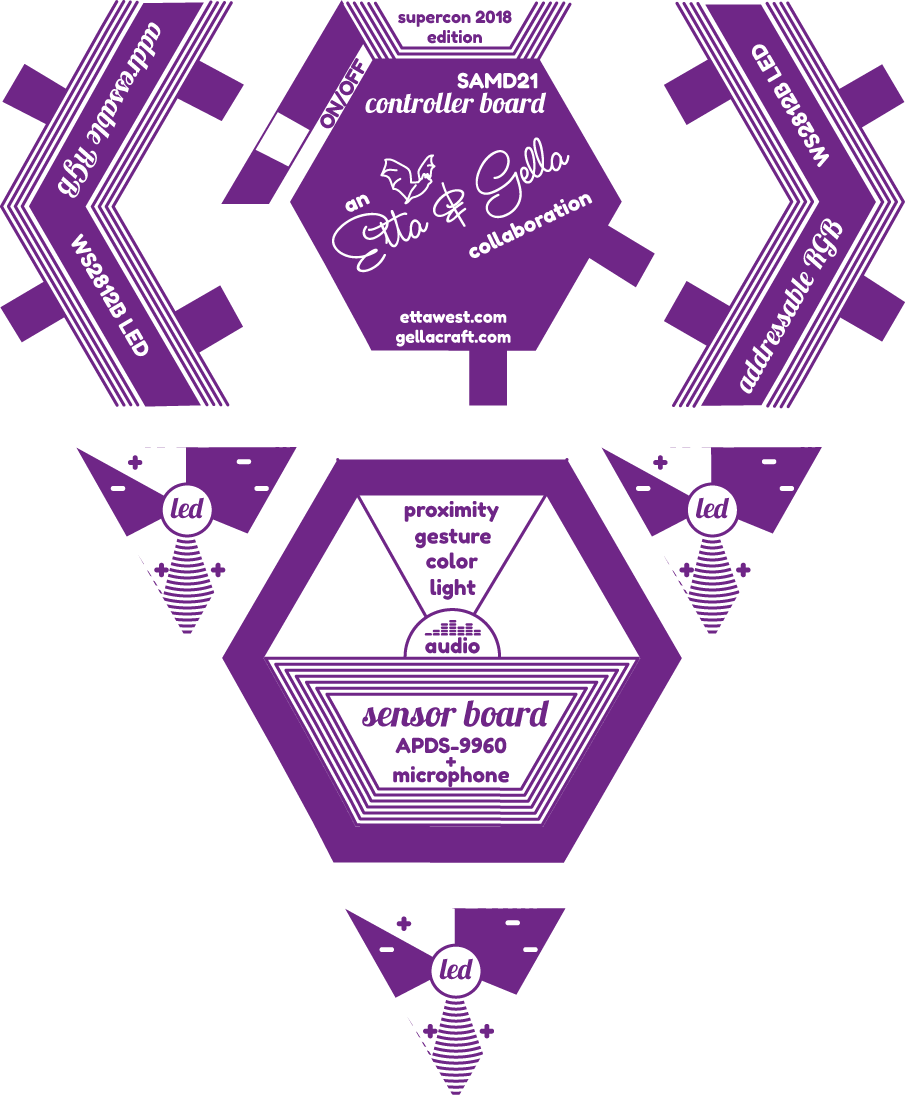 addressable RGB
WS2812B LED
supercon 2018
edition
ON/OFF
SAMD21
controller board
an
Etta & Gella
collaboration
ettawest.com
gellacraft.com
WS2812B LED
addressable RGB
+
-
-
-
led
+
+
+
-
-
-
led
+
+
proximity
gesture
color
light
audio
sensor board
APDS-9960
+
microphone
+
-
-
-
led
+
+